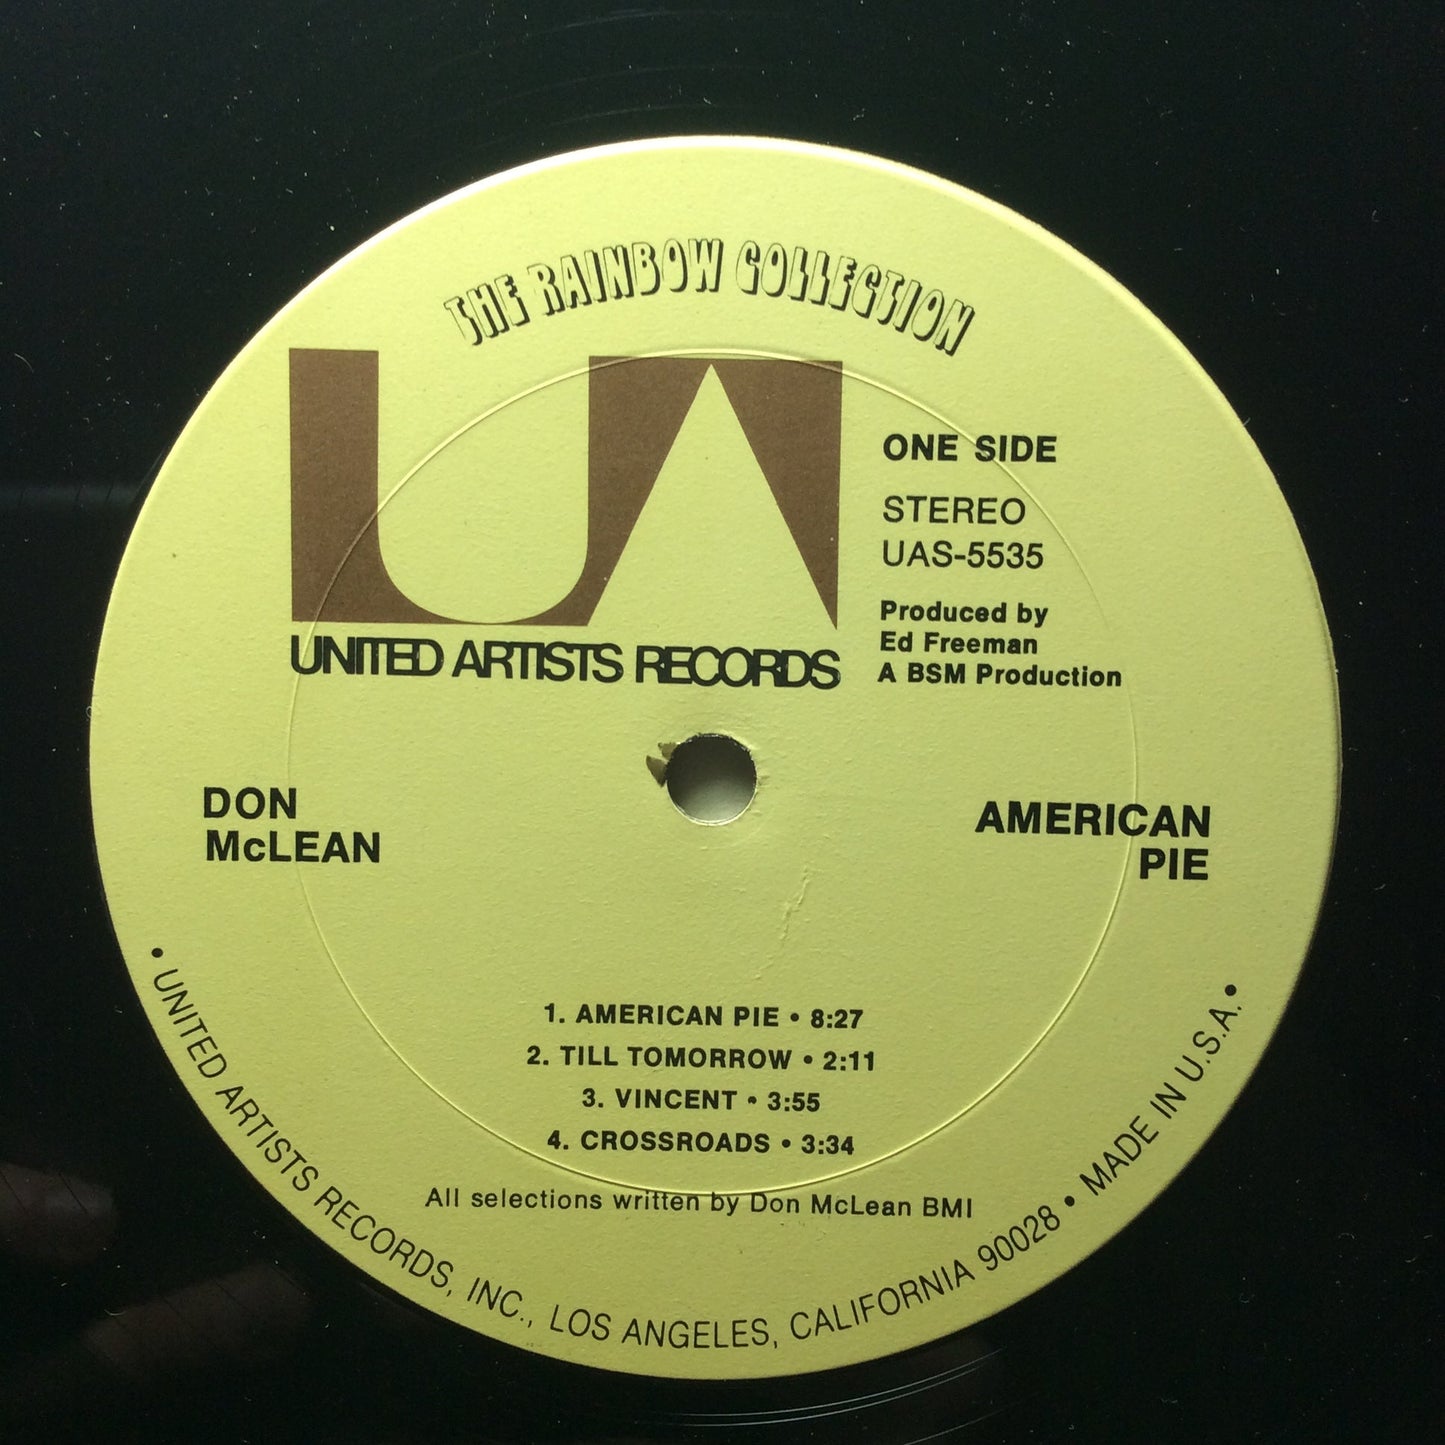 THE RAINBOW COLLECTION
UA
UNITED ARTISTS RECORDS
ONE SIDE
STEREO
UAS-5535
Produced by
Ed Freeman
A BSM Production
DON
McLEAN
AMERICAN
PIE
1. AMERICAN PIE • 8:27
2. TILL TOMORROW • 2:11
3. VINCENT • 3:55
4. CROSSROADS • 3:34
All selections written by Don McLean BMI
• UNITED ARTISTS RECORDS, INC., LOS ANGELES, CALIFORNIA 90028 • MADE IN U.S.A. •